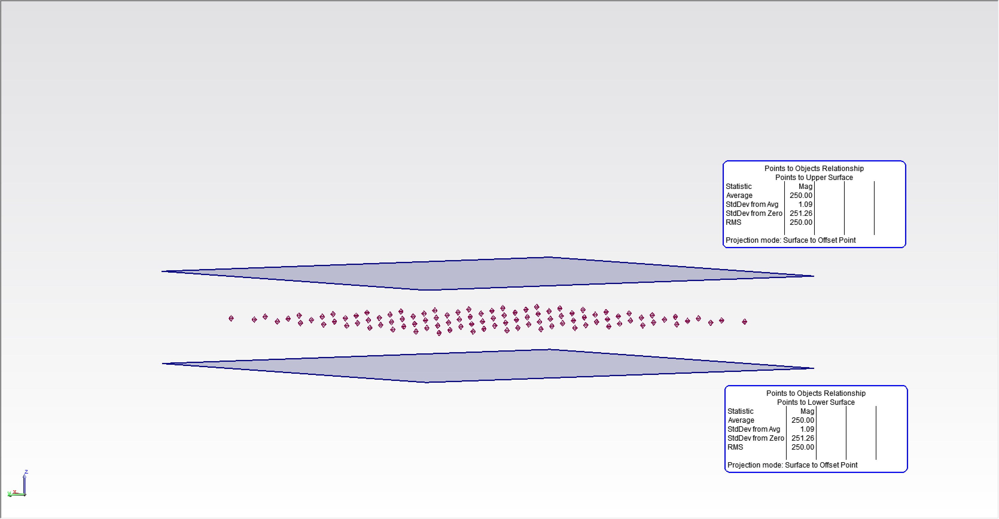 Points to Objects Relationship
Points to Upper Surface
Statistic Mag
Average 250.00
StdDev from Avg 1.09
StdDev from Zero 251.26
RMS 250.00
Projection mode: Surface to Offset Point
Points to Objects Relationship
Points to Lower Surface
Statistic Mag
Average 250.00
StdDev from Avg 1.09
StdDev from Zero 251.26
RMS 250.00
Projection mode: Surface to Offset Point
Z
Y X